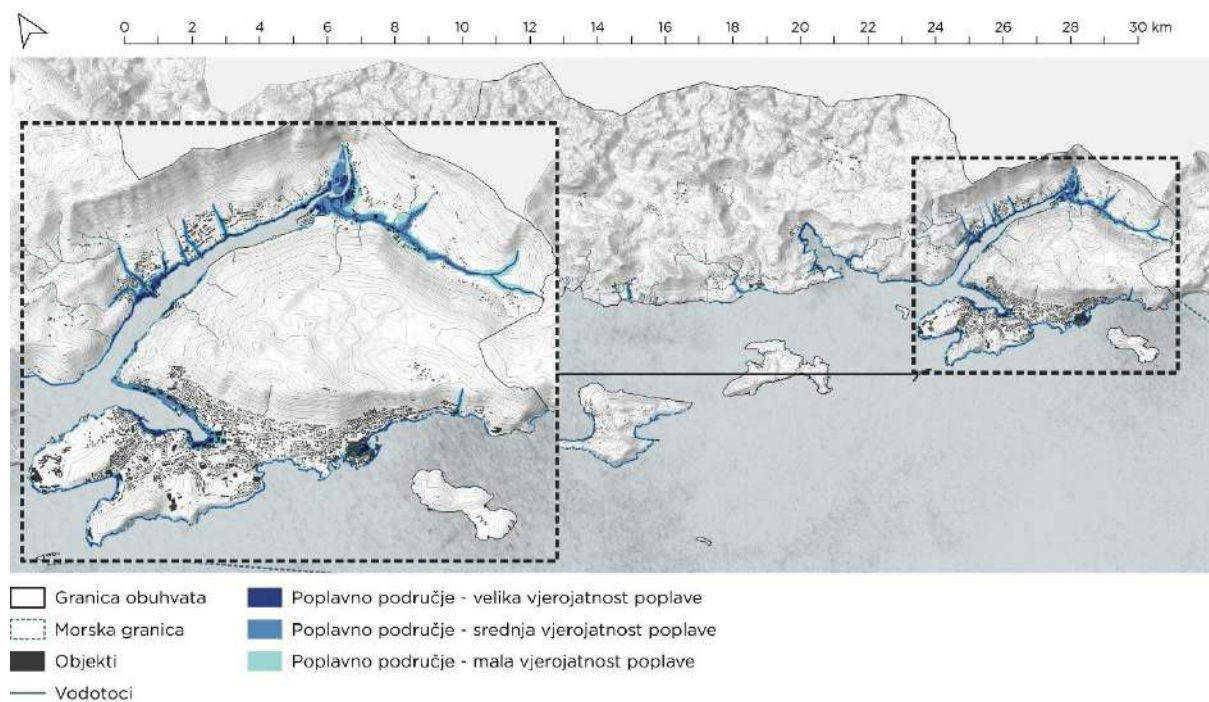 0 2 4 6 8 10 12 14 16 18 20 22 24 26 28 30 km
Granica obuhvata
Morska granica
Objekti
Vodotoci
Poplavno područje - velika vjerojatnost poplave
Poplavno područje - srednja vjerojatnost poplave
Poplavno područje - mala vjerojatnost poplave